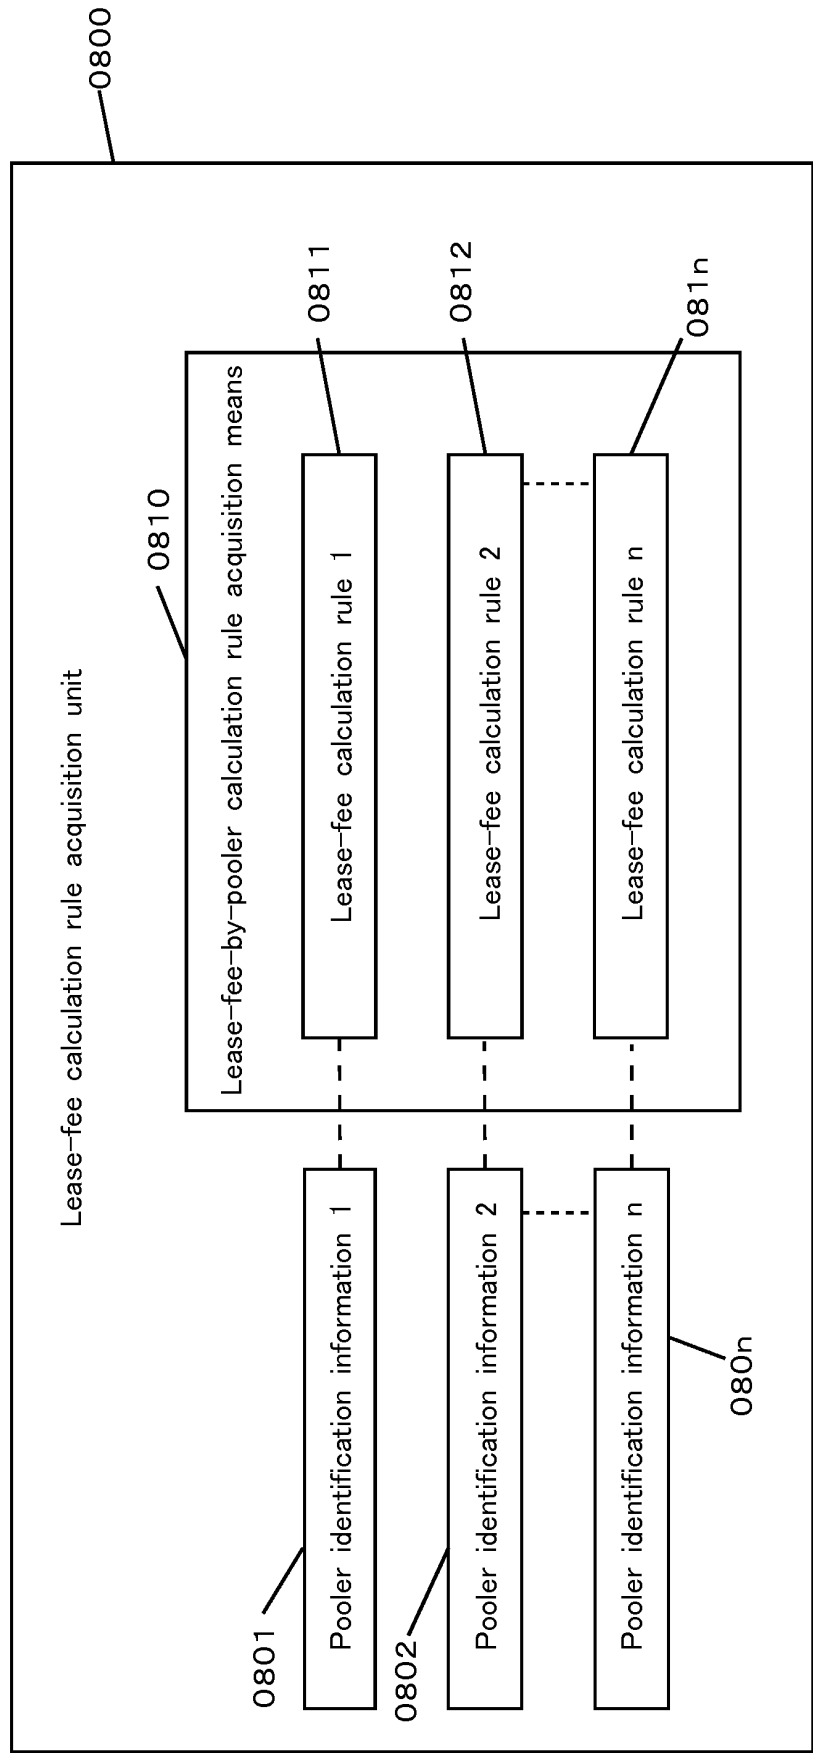 0800
Lease-fee calculation rule acquisition unit
0810
Lease-fee-by-pooler calculation rule acquisition means
0801
Pooler identification information 1
Lease-fee calculation rule 1
0811
0802
Pooler identification information 2
Lease-fee calculation rule 2
0812
Pooler identification information n
Lease-fee calculation rule n
081n
080n